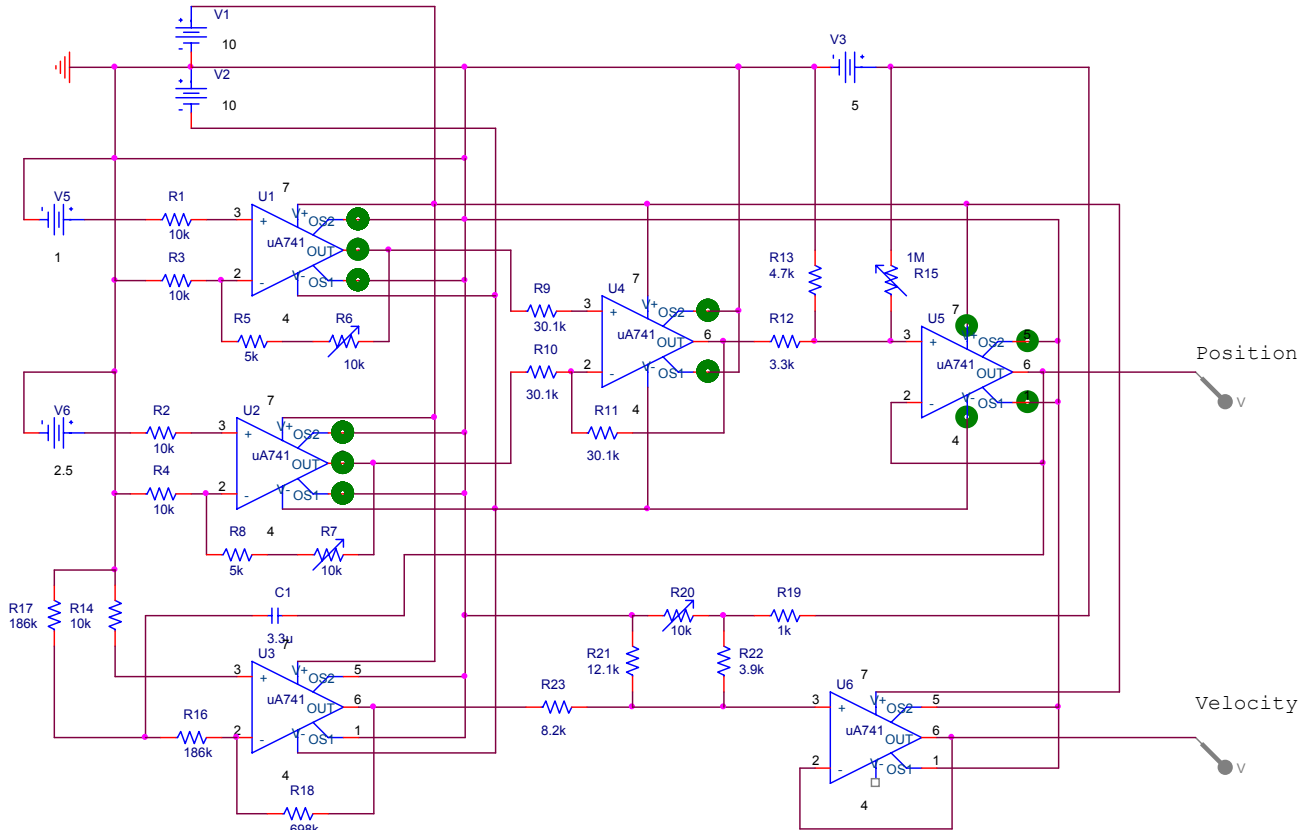 V1
10
V2
10
V3
5
V5
1
R1
10k
R3
10k
U1
7
3
+
V+
OS2
uA741
OUT
2
-
V-
OS1
4
R5
5k
R6
10k
V6
2.5
R2
10k
R4
10k
U2
7
3
+
V+
OS2
uA741
OUT
2
-
V-
OS1
4
R8
5k
R7
10k
R9
30.1k
R10
30.1k
U4
7
3
+
V+
OS2
uA741
OUT
6
2
-
V-
OS1
4
R11
30.1k
R13
4.7k
1M
R15
R12
3.3k
U5
7
3
+
V+
OS2
5
uA741
OUT
6
2
-
V-
OS1
1
4
Position
V
R17
186k
R14
10k
C1
3.3u
U3
7
3
+
V+
OS2
5
uA741
OUT
6
R16
186k
2
-
V-
OS1
1
4
R18
698k
R20
10k
R19
1k
R21
12.1k
R22
3.9k
R23
8.2k
U6
7
3
+
V+
OS2
5
uA741
OUT
6
2
-
V-
OS1
1
4
Velocity
V